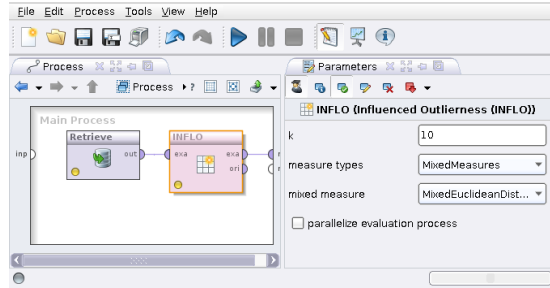 File Edit Process Tools View Help
Process
Parameters
Process
INFLO (Influenced Outlierness (INFLO))
Main Process
Retrieve
INFLO
inp
out
exa
exa
ori
k
10
measure types
MixedMeasures
mixed measure
MixedEuclideanDist...
parallelize evaluation process